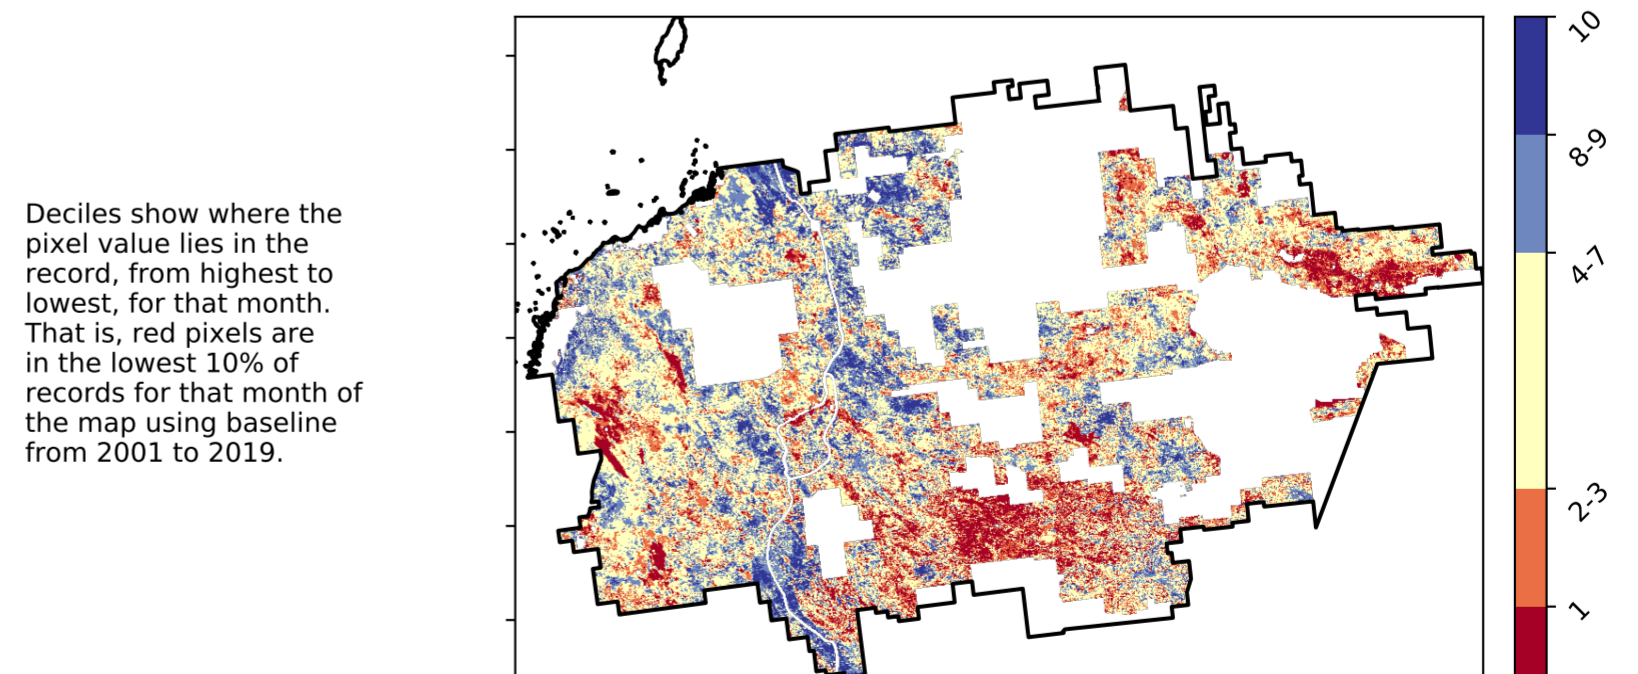 Deciles show where the
pixel value lies in the
record, from highest to
lowest, for that month.
That is, red pixels are
in the lowest 10% of
records for that month of
the map using baseline
from 2001 to 2019.
10
8-9
4-7
2-3
1